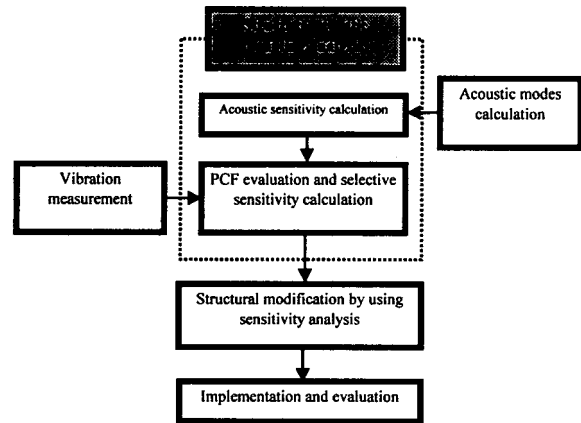 Acoustic sensitivity calculation
Acoustic modes
calculation
Vibration
measurement
PCF evaluation and selective
sensitivity calculation
Structural modification by using
sensitivity analysis
Implementation and evaluation